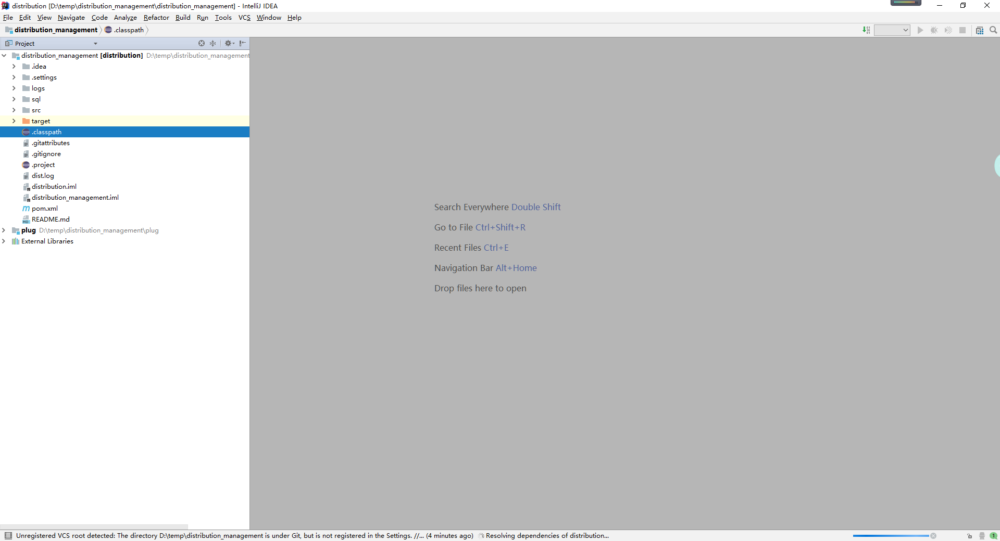 distribution [D:\temp\distribution_management\distribution_management] - IntelliJ IDEA
File Edit View Navigate Code Analyze Refactor Build Run Tools VCS Window Help
distribution_management .classpath
Project
distribution_management [distribution] D:\temp\distribution_management
.idea
.settings
logs
sql
src
target
.classpath
.gitattributes
.gitignore
.project
dist.log
distribution.iml
distribution_management.iml
pom.xml
README.md
plug D:\temp\distribution_management\plug
External Libraries
Search Everywhere Double Shift
Go to File Ctrl+Shift+R
Recent Files Ctrl+E
Navigation Bar Alt+Home
Drop files here to open
Unregistered VCS root detected: The directory D:\temp\distribution_management is under Git, but is not registered in the Settings. //... (4 minutes ago) Resolving dependencies of distribution... 1